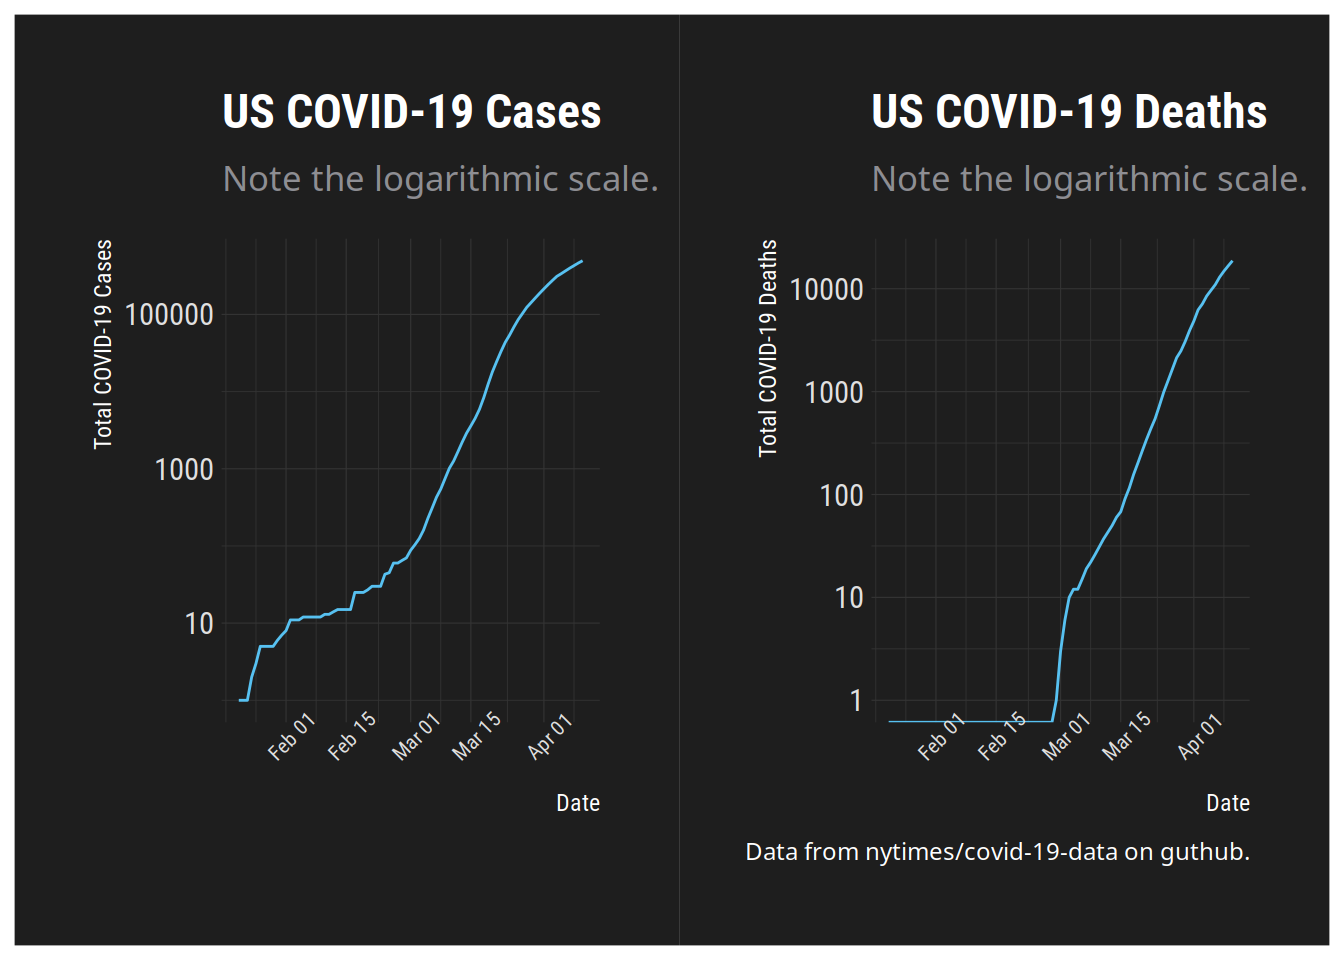 US COVID-19 Cases
Note the logarithmic scale.
Total COVID-19 Cases
100000
1000
10
Feb 01
Feb 15
Mar 01
Mar 15
Apr 01
Date
US COVID-19 Deaths
Note the logarithmic scale.
Total COVID-19 Deaths
10000
1000
100
10
1
Feb 01
Feb 15
Mar 01
Mar 15
Apr 01
Date
Data from nytimes/covid-19-data on guthub.